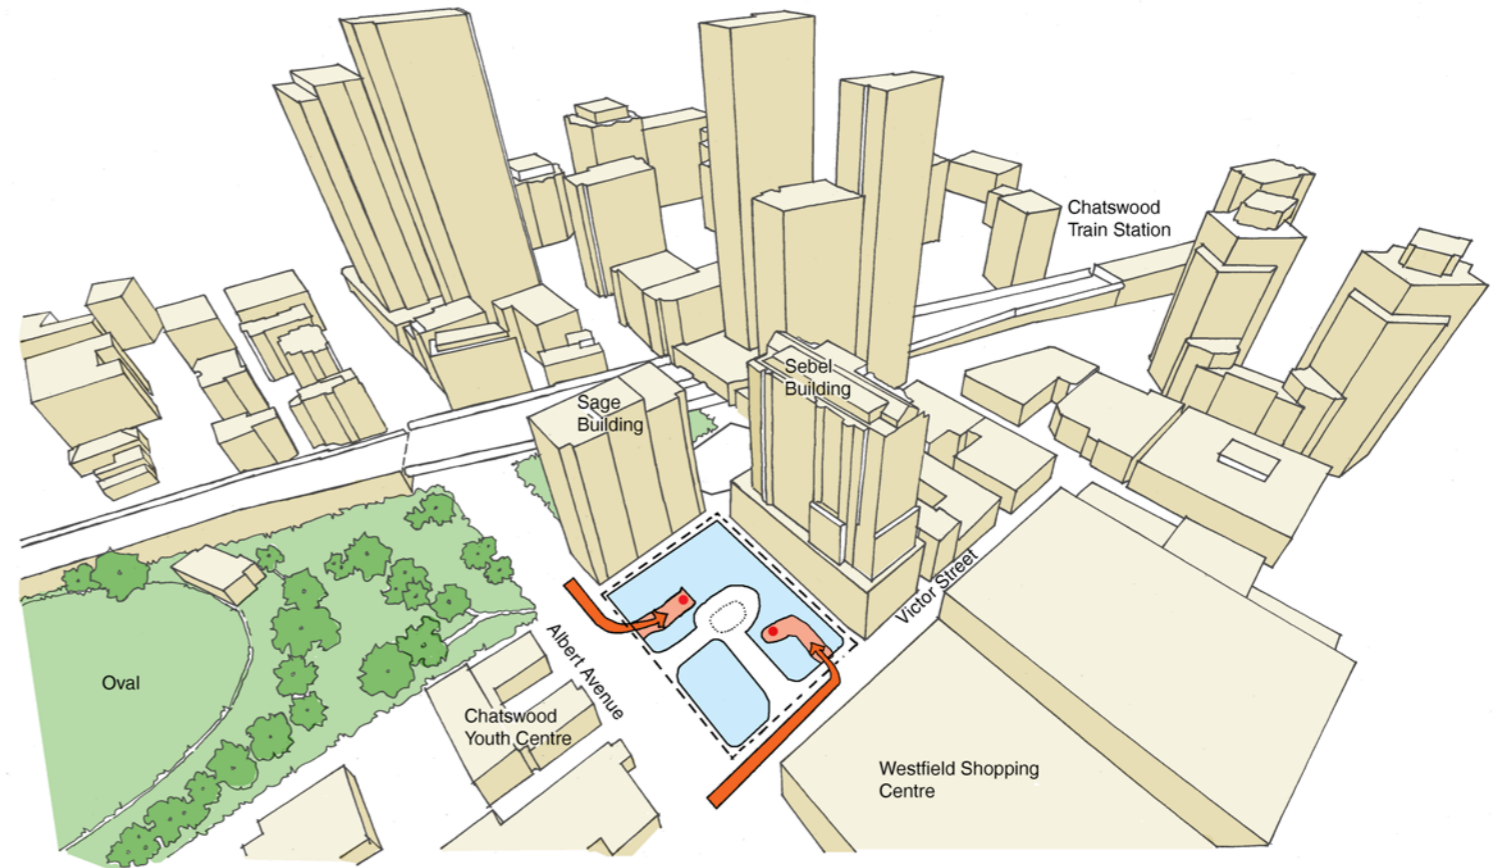 Chatswood
Train Station
Sebel
Building
Sage
Building
Victor Street
Albert Avenue
Oval
Chatswood
Youth Centre
Westfield Shopping
Centre